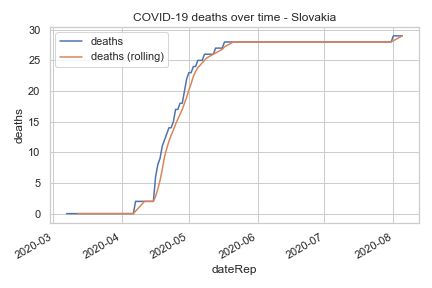 COVID-19 deaths over time - Slovakia
deaths
deaths (rolling)
30
25
20
15
10
5
0
deaths
2020-03
2020-04
2020-05
2020-06
2020-07
2020-08
dateRep